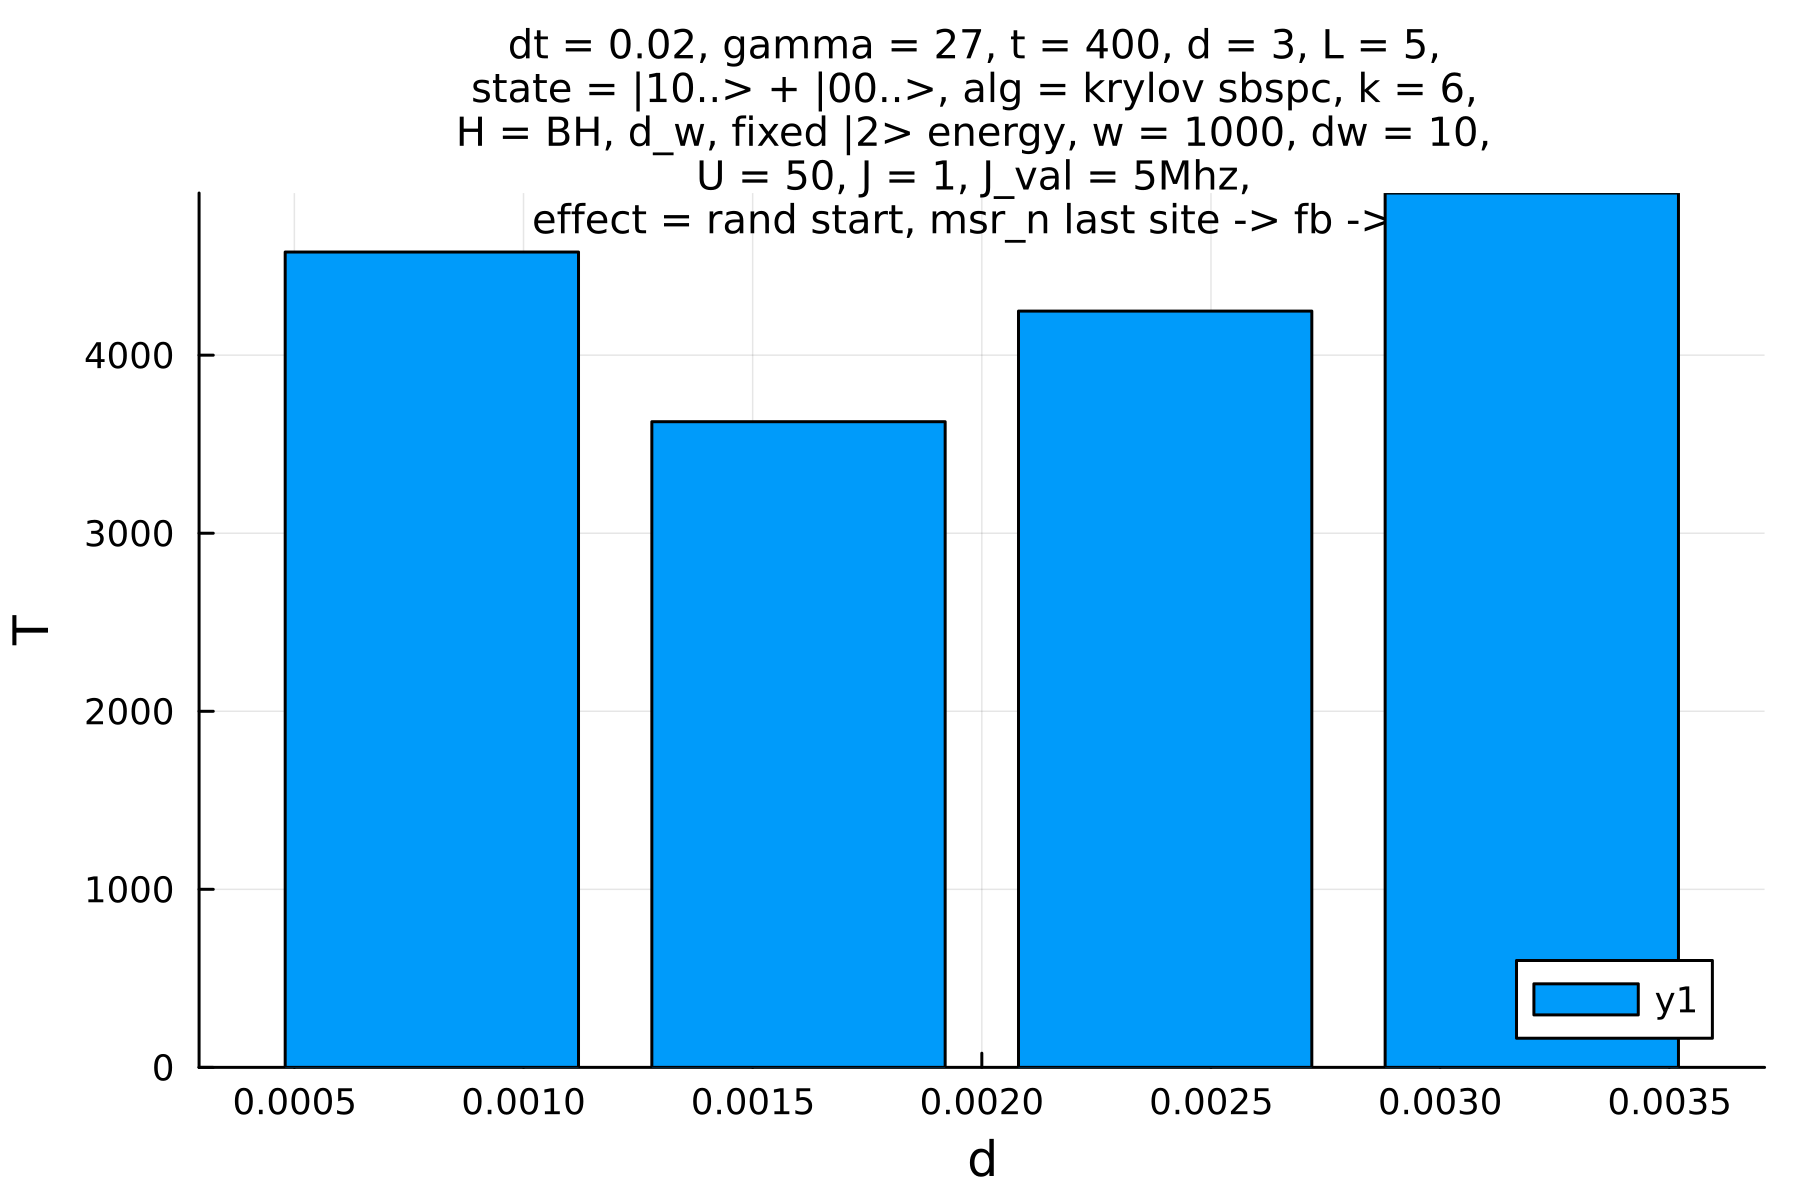 dt = 0.02, gamma = 27, t = 400, d = 3, L = 5,
state = |10..> + |00..>, alg = krylov sbspc, k = 6,
H = BH, d_w, fixed |2> energy, w = 1000, dw = 10,
U = 50, J = 1, J_val = 5Mhz,
effect = rand start, msr_n last site -> fb ->
4000
3000
2000
1000
0
T
y1
0.0005 0.0010 0.0015 0.0020 0.0025 0.0030 0.0035
d